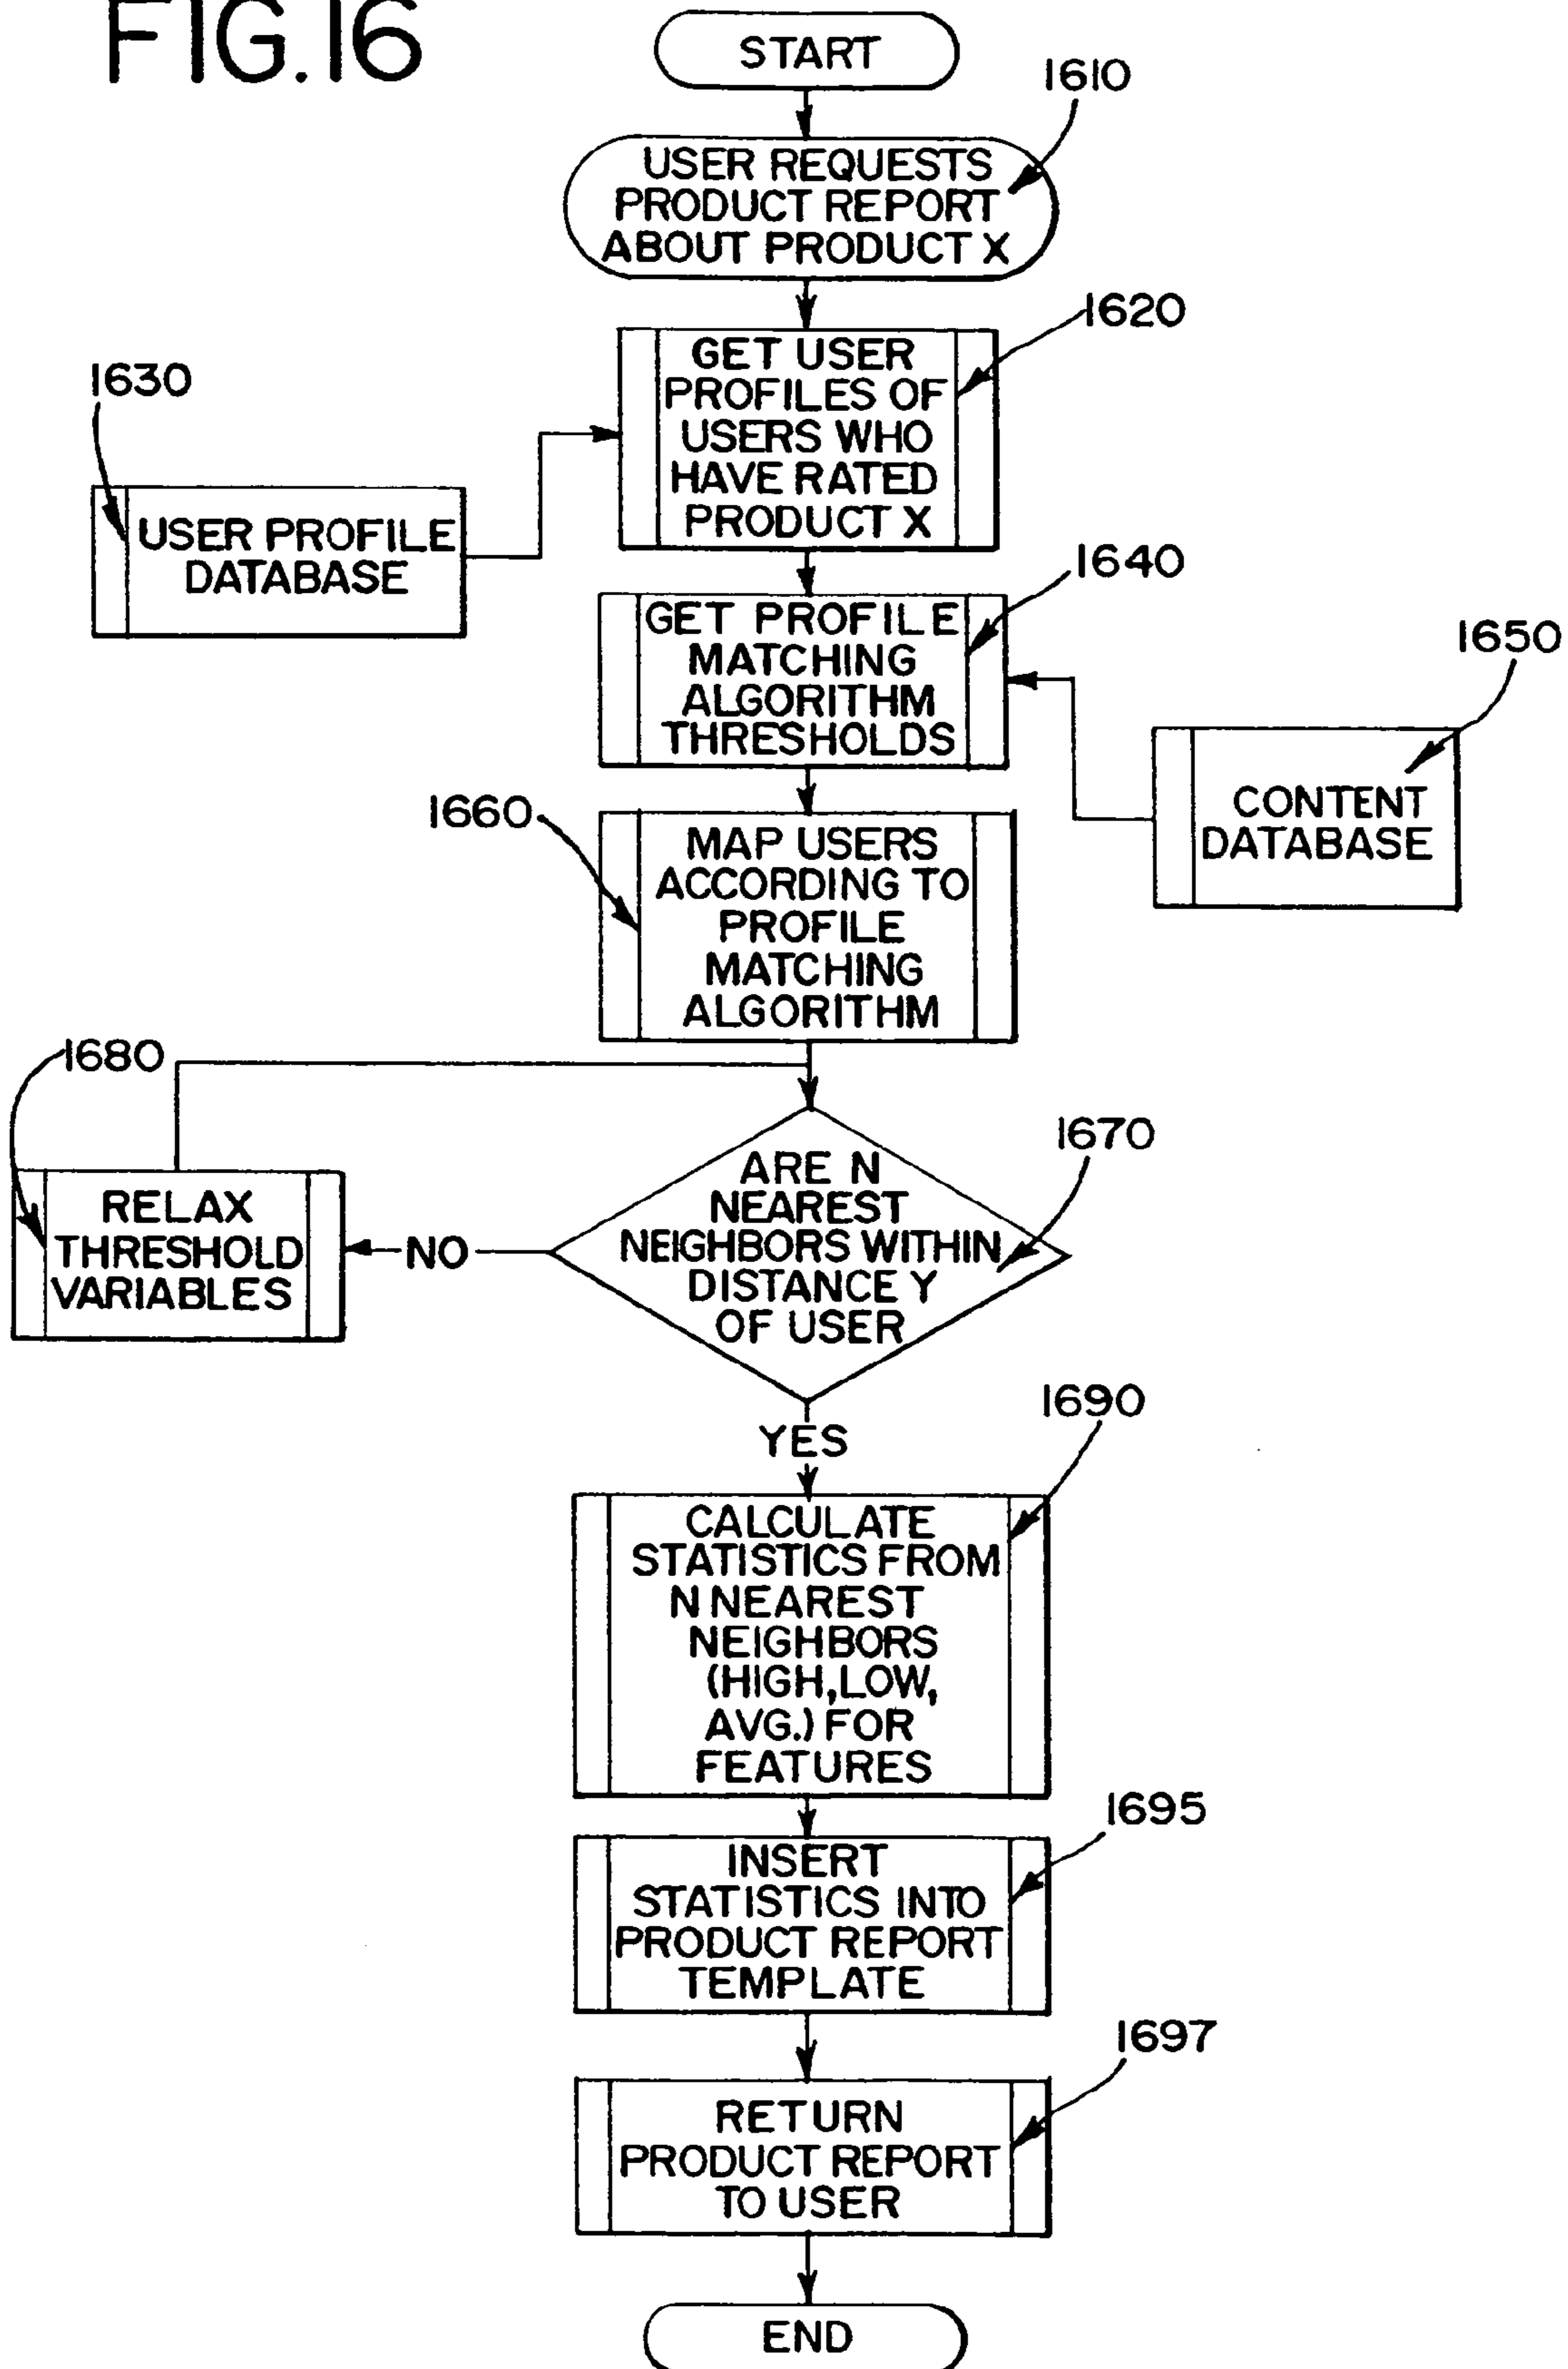 FIG.16
START
1610
USER REQUESTS
PRODUCT REPORT
ABOUT PRODUCT X
1620
GET USER
PROFILES OF
USERS WHO
HAVE RATED
PRODUCT X
1630
USER PROFILE
DATABASE
1640
GET PROFILE
MATCHING
ALGORITHM
THRESHOLDS
1650
CONTENT
DATABASE
1660
MAP USERS
ACCORDING TO
PROFILE
MATCHING
ALGORITHM
1680
RELAX
THRESHOLD
VARIABLES
NO
1670
ARE N
NEAREST
NEIGHBORS WITHIN
DISTANCE Y
OF USER
YES
1690
CALCULATE
STATISTICS FROM
N NEAREST
NEIGHBORS
(HIGH, LOW,
AVG.) FOR
FEATURES
1695
INSERT
STATISTICS INTO
PRODUCT REPORT
TEMPLATE
1697
RETURN
PRODUCT REPORT
TO USER
END